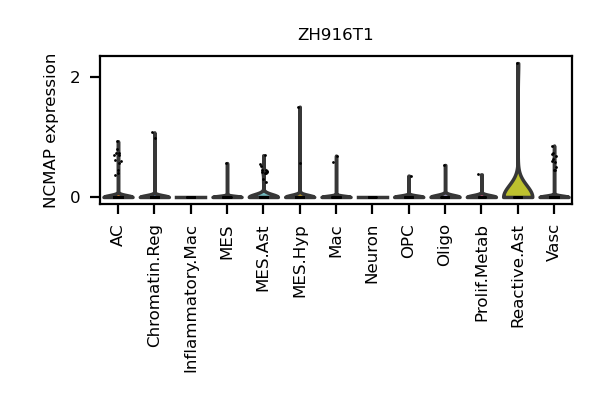 ZH916T1
NCMAP expression
2
0
AC
Chromatin.Reg
Inflammatory.Mac
MES
MES.Ast
MES.Hyp
Mac
Neuron
OPC
Oligo
Prolif.Metab
Reactive.Ast
Vasc